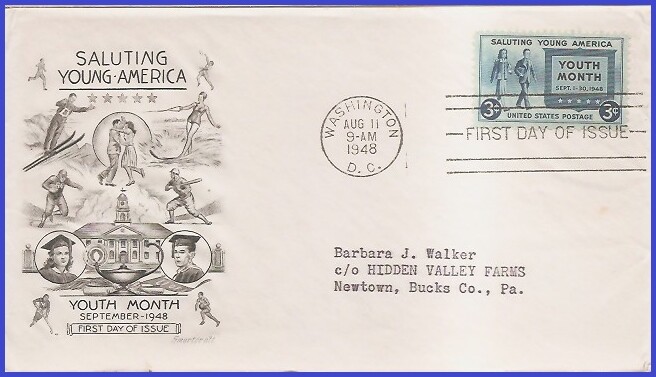 SALUTING
YOUNG·AMERICA
SALUTING YOUNG AMERICA
YOUTH
MONTH
SEPT. 1-30, 1948
3¢ 3¢
UNITED STATES POSTAGE
WASHINGTON
AUG 11
9-AM
1948
D. C.
FIRST DAY OF ISSUE
Barbara J. Walker
c/o HIDDEN VALLEY FARMS
Newtown, Bucks Co., Pa.
YOUTH MONTH
SEPTEMBER-1948
FIRST DAY OF ISSUE